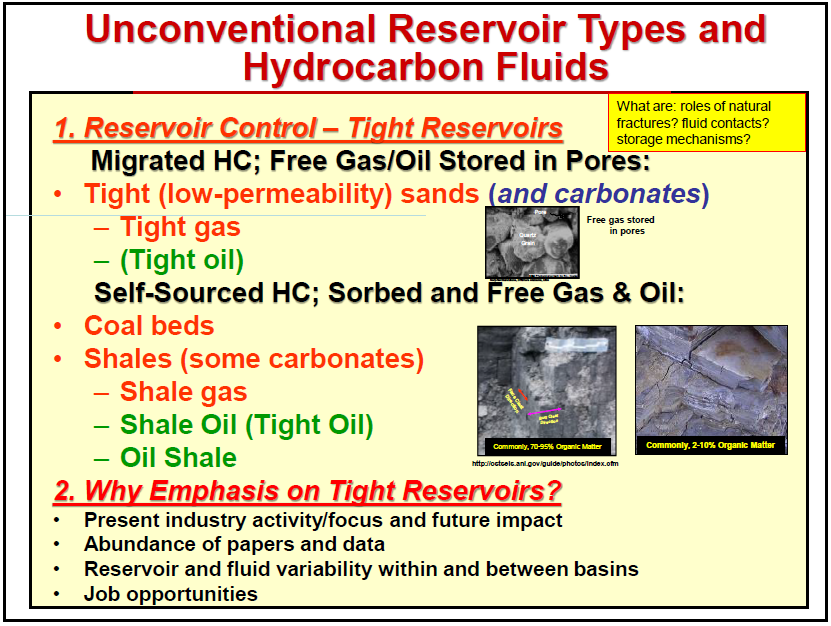 Unconventional Reservoir Types and
Hydrocarbon Fluids
What are: roles of natural
fractures? fluid contacts?
storage mechanisms?
1. Reservoir Control – Tight Reservoirs
Migrated HC; Free Gas/Oil Stored in Pores:
• Tight (low-permeability) sands (and carbonates)
– Tight gas
– (Tight oil)
Pore
Quartz
Grain
Free gas stored
in pores
Self-Sourced HC; Sorbed and Free Gas & Oil:
• Coal beds
• Shales (some carbonates)
– Shale gas
– Shale Oil (Tight Oil)
– Oil Shale
Face Cleat
Direction
Butt Cleat
Direction
Commonly, 70-95% Organic Matter
Commonly, 2-10% Organic Matter
http://ostseis.anl.gov/guide/photos/index.cfm
2. Why Emphasis on Tight Reservoirs?
• Present industry activity/focus and future impact
• Abundance of papers and data
• Reservoir and fluid variability within and between basins
• Job opportunities